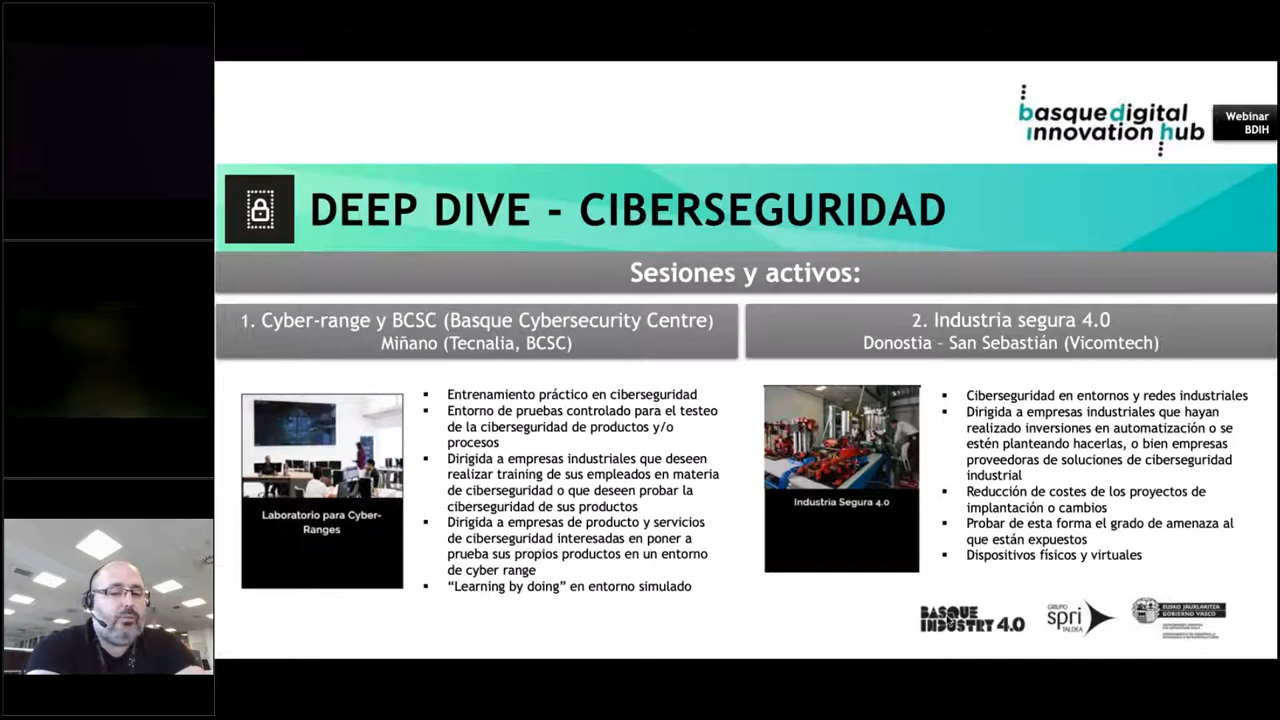 basque digital
innovation hub
Webinar
BDIH
DEEP DIVE - CIBERSEGURIDAD
Sesiones y activos:
1. Cyber-range y BCSC (Basque Cybersecurity Centre)
Miñano (Tecnalia, BCSC)
Laboratorio para Cyber-
Ranges
▪ Entrenamiento práctico en ciberseguridad
▪ Entorno de pruebas controlado para el testeo
de la ciberseguridad de productos y/o
procesos
▪ Dirigida a empresas industriales que deseen
realizar training de sus empleados en materia
de ciberseguridad o que deseen probar la
ciberseguridad de sus productos
▪ Dirigida a empresas de producto y servicios
de ciberseguridad interesadas en poner a
prueba sus propios productos en un entorno
de cyber range
▪ “Learning by doing” en entorno simulado
2. Industria segura 4.0
Donostia – San Sebastián (Vicomtech)
Industria Segura 4.0
▪ Ciberseguridad en entornos y redes industriales
▪ Dirigida a empresas industriales que hayan
realizado inversiones en automatización o se
estén planteando hacerlas, o bien empresas
proveedoras de soluciones de ciberseguridad
industrial
▪ Reducción de costes de los proyectos de
implantación o cambios
▪ Probar de esta forma el grado de amenaza al
que están expuestos
▪ Dispositivos físicos y virtuales
BASQUE
INDUSTRY 4.0
GRUPO
spri
TALDEA
EUSKO JAURLARITZA
GOBIERNO VASCO